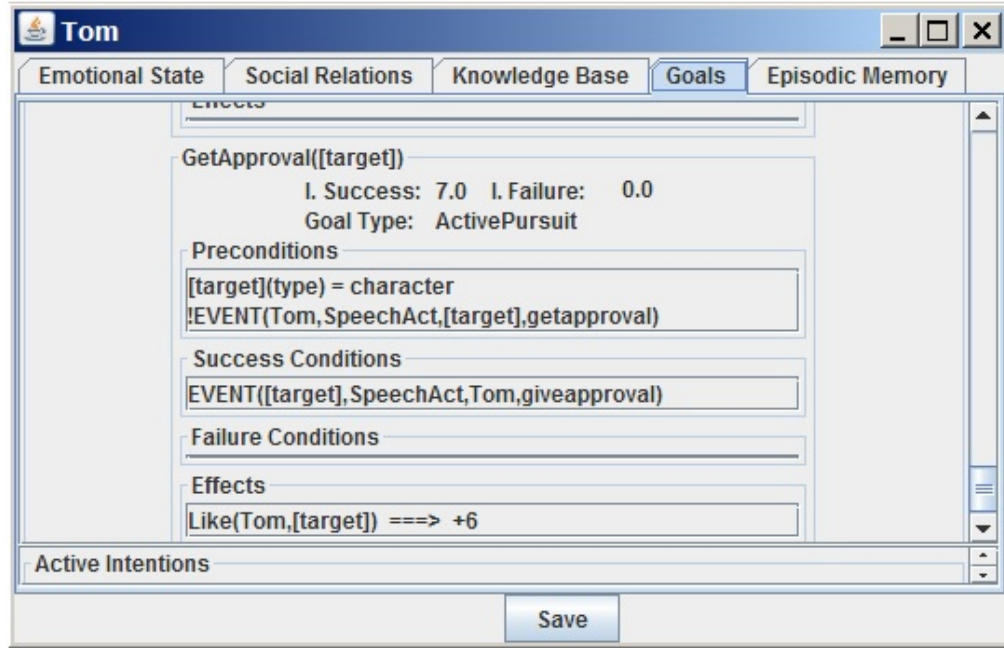 Tom
Emotional State Social Relations Knowledge Base Goals Episodic Memory
Effects
GetApproval([target])
I. Success: 7.0 I. Failure: 0.0
Goal Type: ActivePursuit
Preconditions
[target](type) = character
!EVENT(Tom,SpeechAct,[target],getapproval)
Success Conditions
EVENT([target],SpeechAct,Tom,giveapproval)
Failure Conditions
Effects
Like(Tom,[target]) ===> +6
Active Intentions
Save